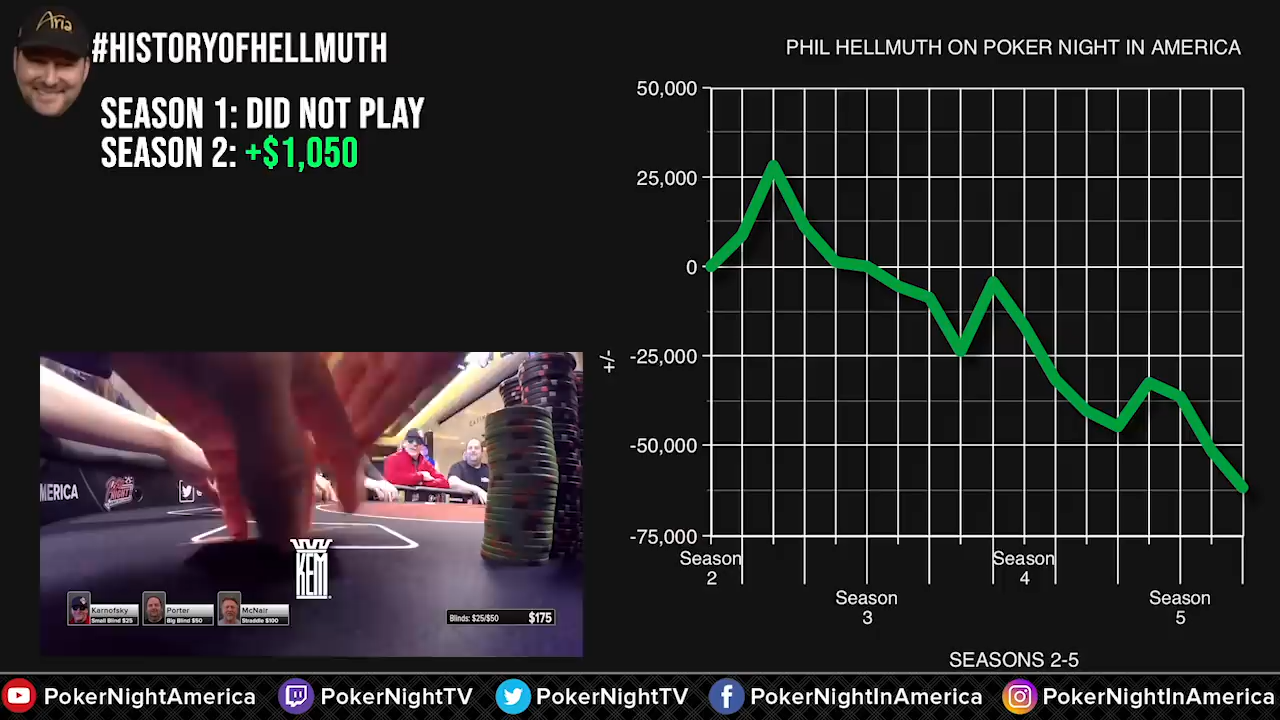 Aria
#HISTORYOFHELLMUTH
SEASON 1: DID NOT PLAY
SEASON 2: +$1,050
PHIL HELLMUTH ON POKER NIGHT IN AMERICA
50,000
25,000
0
-25,000
-50,000
-75,000
+/-
Season 2
Season 3
Season 4
Season 5
SEASONS 2-5
MERICA
KEM
Karnofsky
Small Blind $25
Porter
Big Blind $50
McNair
Straddle $100
Blinds: $25/$50 $175
PokerNightAmerica
PokerNightTV
PokerNightTV
PokerNightInAmerica
PokerNightInAmerica